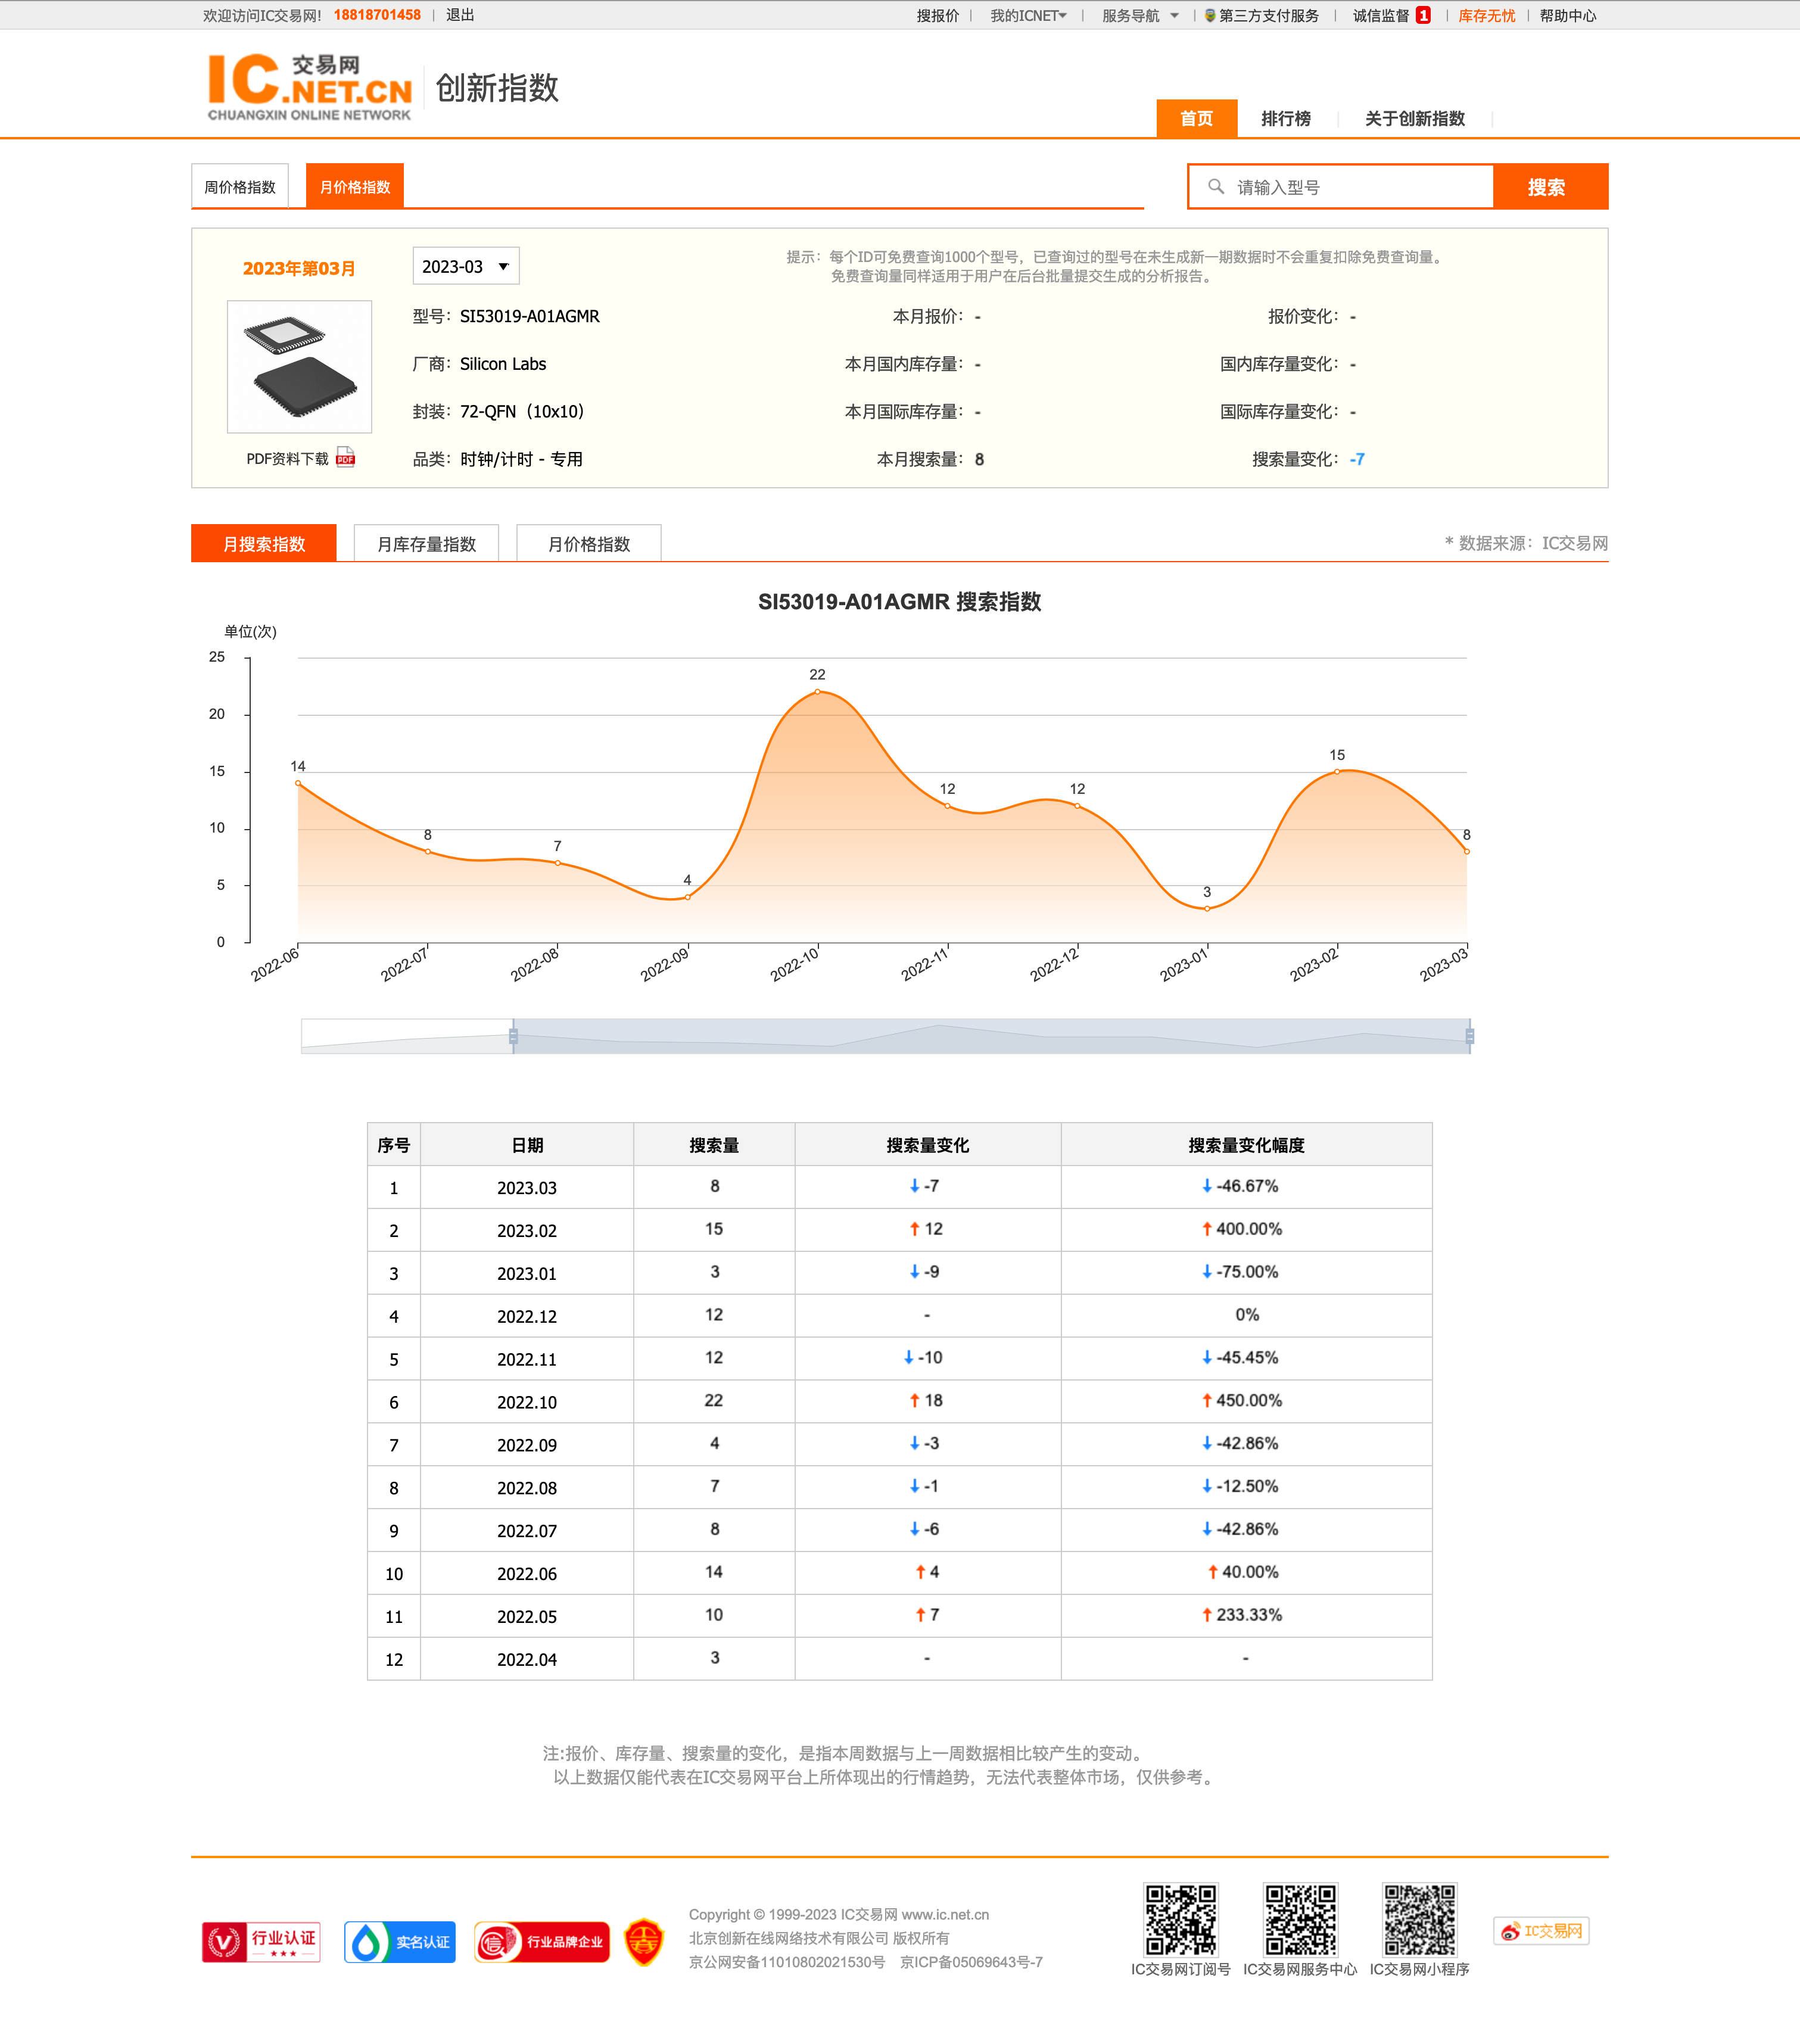 欢迎访问IC交易网! 18818701458 | 退出 搜报价 | 我的ICNET | 服务导航 | 第三方支付服务 | 诚信监督 1 | 库存无忧 | 帮助中心
IC 交易网 .NET.CN
CHUANGXIN ONLINE NETWORK
创新指数
首页 排行榜 关于创新指数
周价格指数 月价格指数 请输入型号 搜索
2023年第03月 2023-03
提示：每个ID可免费查询1000个型号，已查询过的型号在未生成新一期数据时不会重复扣除免费查询量。
免费查询量同样适用于用户在后台批量提交生成的分析报告。
型号：SI53019-A01AGMR 本月报价：- 报价变化：-
厂商：Silicon Labs 本月国内库存量：- 国内库存量变化：-
封装：72-QFN（10x10） 本月国际库存量：- 国际库存量变化：-
PDF资料下载 PDF 品类：时钟/计时 - 专用 本月搜索量：8 搜索量变化：-7
月搜索指数 月库存量指数 月价格指数 * 数据来源：IC交易网
SI53019-A01AGMR 搜索指数
单位(次)
25
20
15
10
5
0
14
8
7
4
22
12
12
3
15
8
2022-06 2022-07 2022-08 2022-09 2022-10 2022-11 2022-12 2023-01 2023-02 2023-03
序号 日期 搜索量 搜索量变化 搜索量变化幅度
1 2023.03 8 ↓ -7 ↓ -46.67%
2 2023.02 15 ↑ 12 ↑ 400.00%
3 2023.01 3 ↓ -9 ↓ -75.00%
4 2022.12 12 - 0%
5 2022.11 12 ↓ -10 ↓ -45.45%
6 2022.10 22 ↑ 18 ↑ 450.00%
7 2022.09 4 ↓ -3 ↓ -42.86%
8 2022.08 7 ↓ -1 ↓ -12.50%
9 2022.07 8 ↓ -6 ↓ -42.86%
10 2022.06 14 ↑ 4 ↑ 40.00%
11 2022.05 10 ↑ 7 ↑ 233.33%
12 2022.04 3 - -
注:报价、库存量、搜索量的变化，是指本周数据与上一周数据相比较产生的变动。
以上数据仅能代表在IC交易网平台上所体现出的行情趋势，无法代表整体市场，仅供参考。
行业认证
实名认证
信 行业品牌企业
Copyright © 1999-2023 IC交易网 www.ic.net.cn
北京创新在线网络技术有限公司 版权所有
京公网安备11010802021530号 京ICP备05069643号-7
IC交易网订阅号 IC交易网服务中心 IC交易网小程序
IC交易网